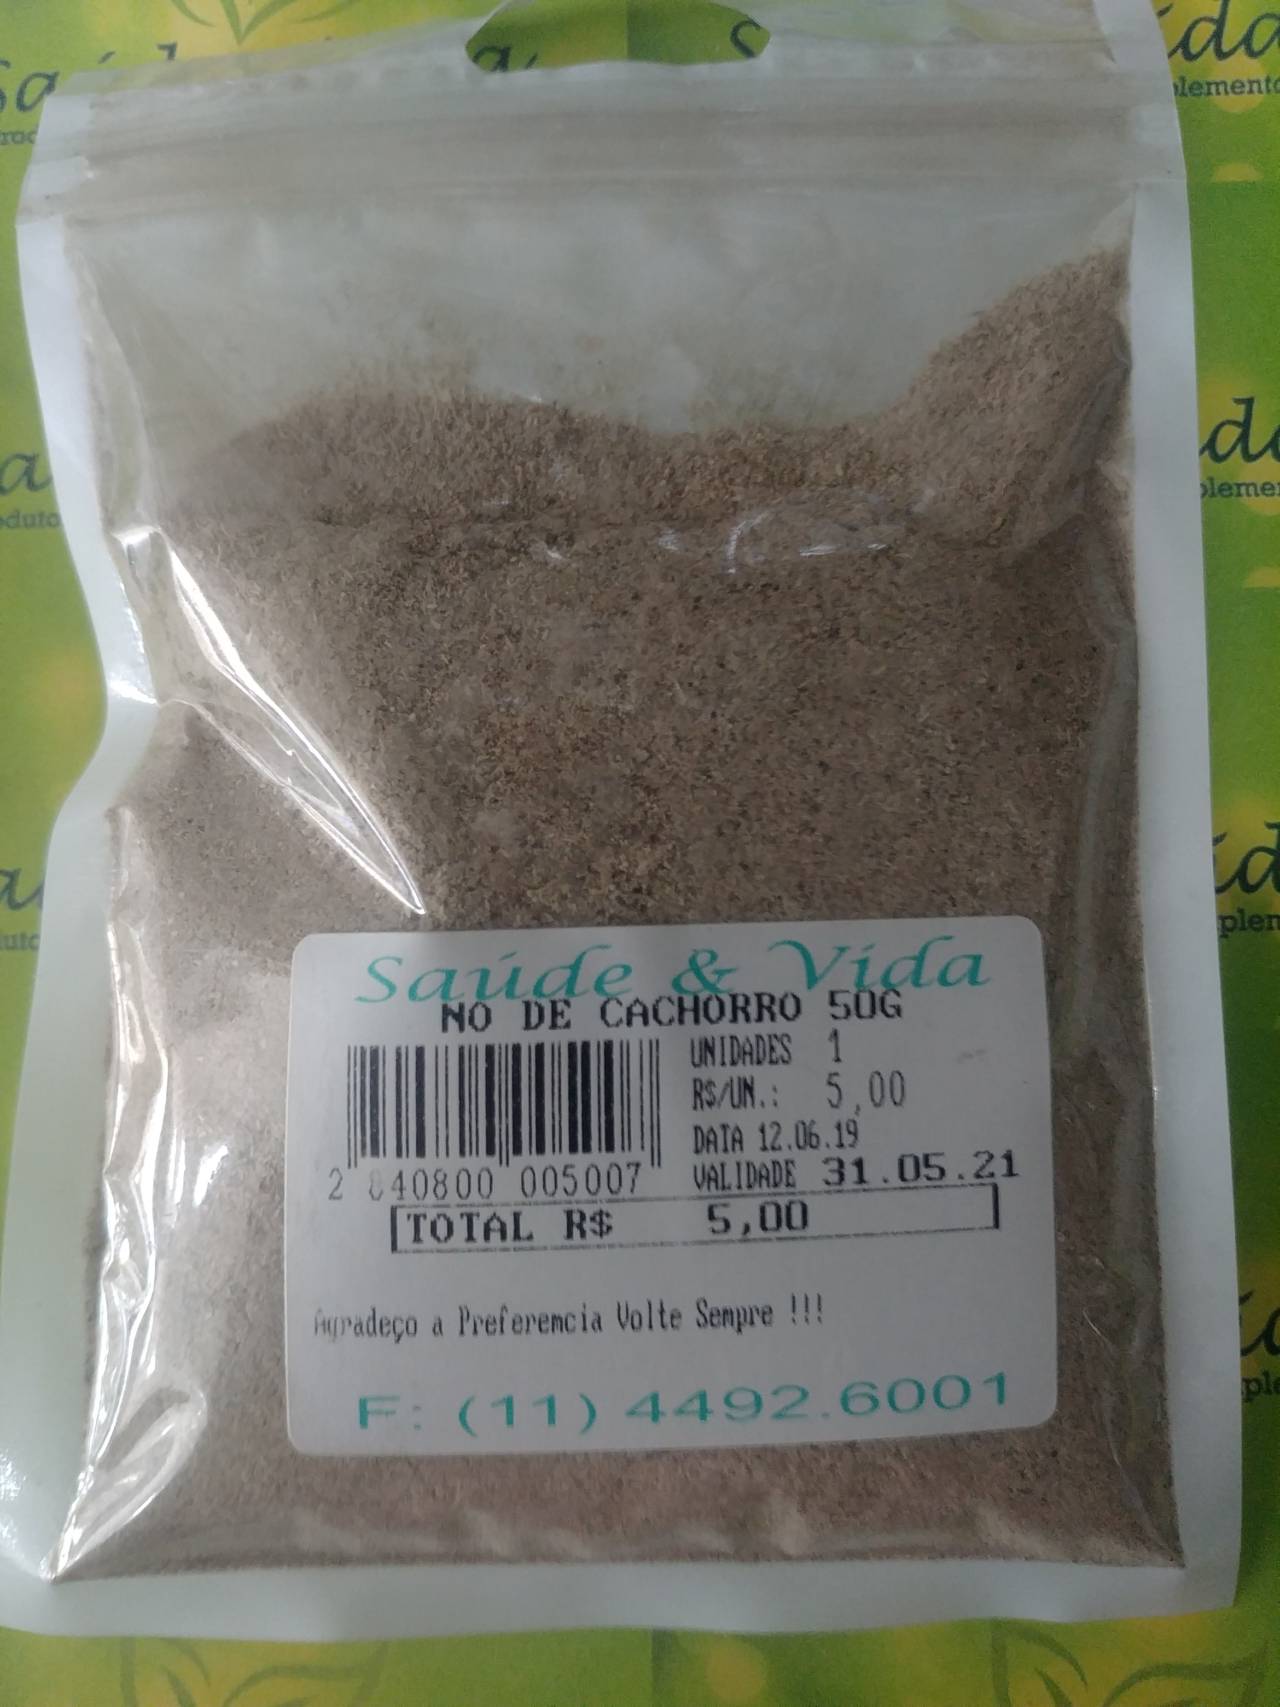 Saúde & Vida
NO DE CACHORRO 50G
UNIDADES 1
R$/UN.: 5,00
DATA 12.06.19
VALIDADE 31.05.21
2 840800 005007
TOTAL R$ 5,00
Agradeço a Preferemcia Volte Sempre !!!
F: (11) 4492.6001